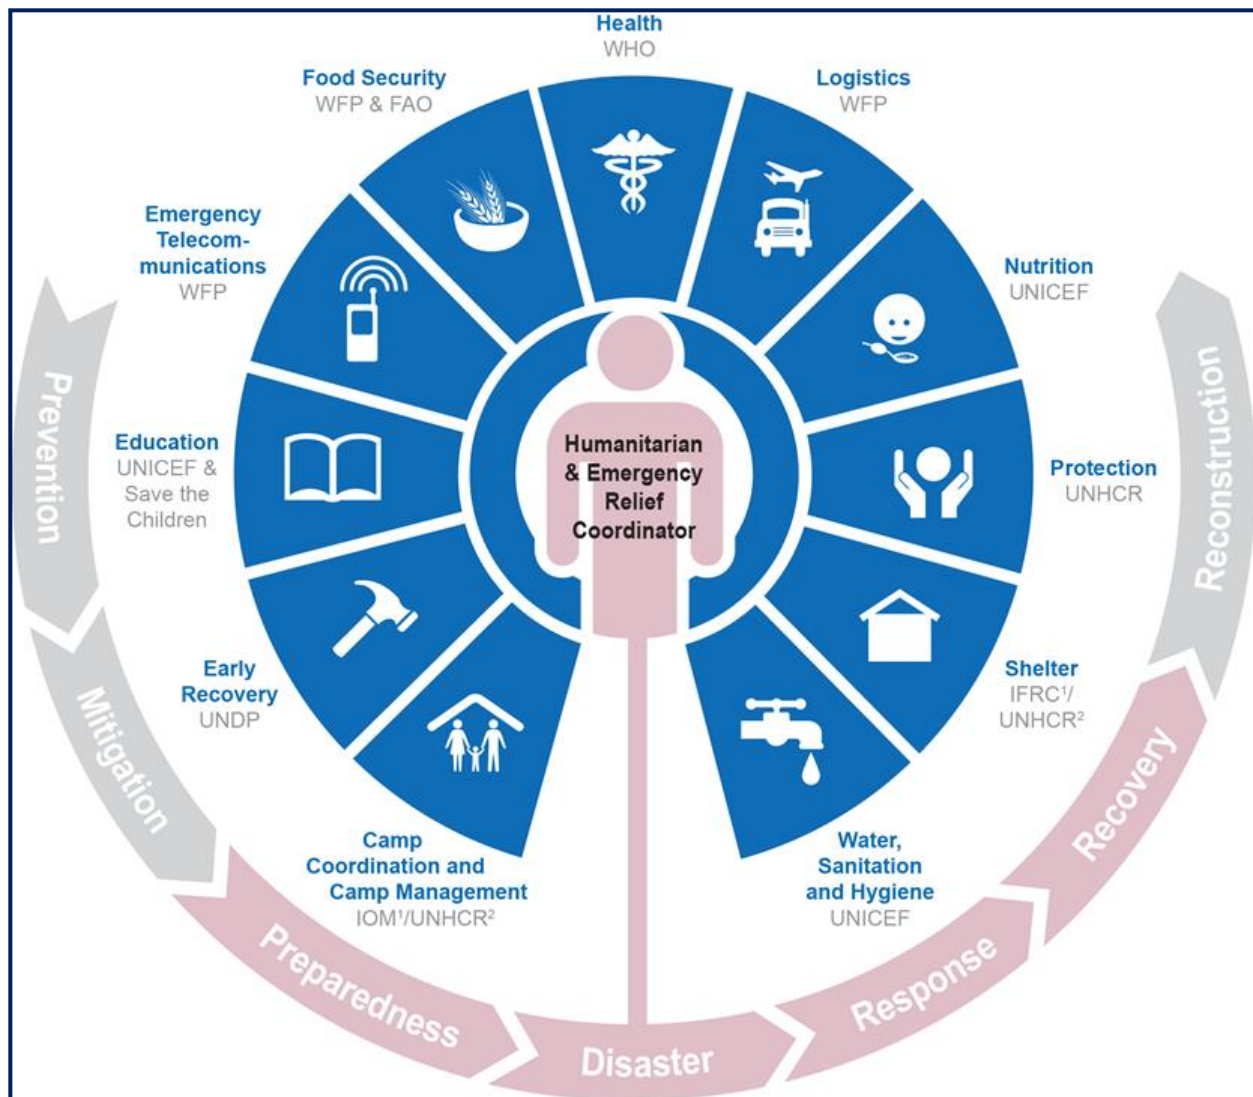 Health
WHO
Food Security
WFP & FAO
Logistics
WFP
Emergency
Telecom-
munications
WFP
Nutrition
UNICEF
Education
UNICEF &
Save the
Children
Humanitarian
& Emergency
Relief
Coordinator
Protection
UNHCR
Early
Recovery
UNDP
Shelter
IFRC¹/
UNHCR²
Camp
Coordination and
Camp Management
IOM¹/UNHCR²
Water,
Sanitation
and Hygiene
UNICEF
Prevention
Mitigation
Preparedness
Disaster
Response
Recovery
Reconstruction